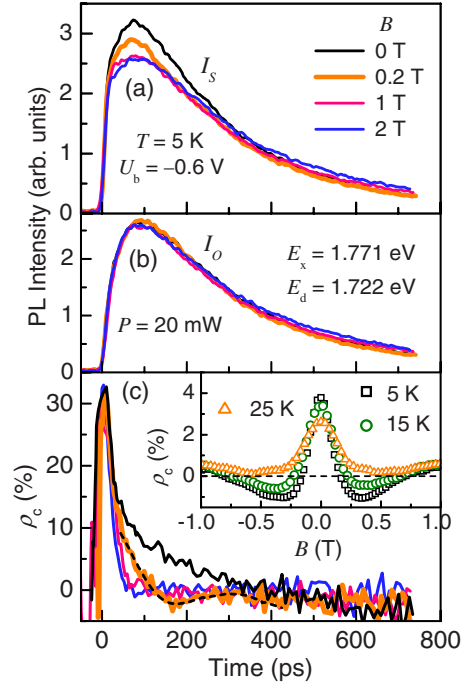 B
0 T
0.2 T
1 T
2 T
I_S
(a)
T = 5 K
U_b = −0.6 V
3
2
1
0
PL Intensity (arb. units)
(b)
I_O
E_x = 1.771 eV
E_d = 1.722 eV
P = 20 mW
2
1
0
(c)
25 K
5 K
15 K
ρ_c (%)
4
2
0
-1.0 -0.5 0.0 0.5 1.0
B (T)
ρ_c (%)
30
20
10
0
0 200 400 600 800
Time (ps)